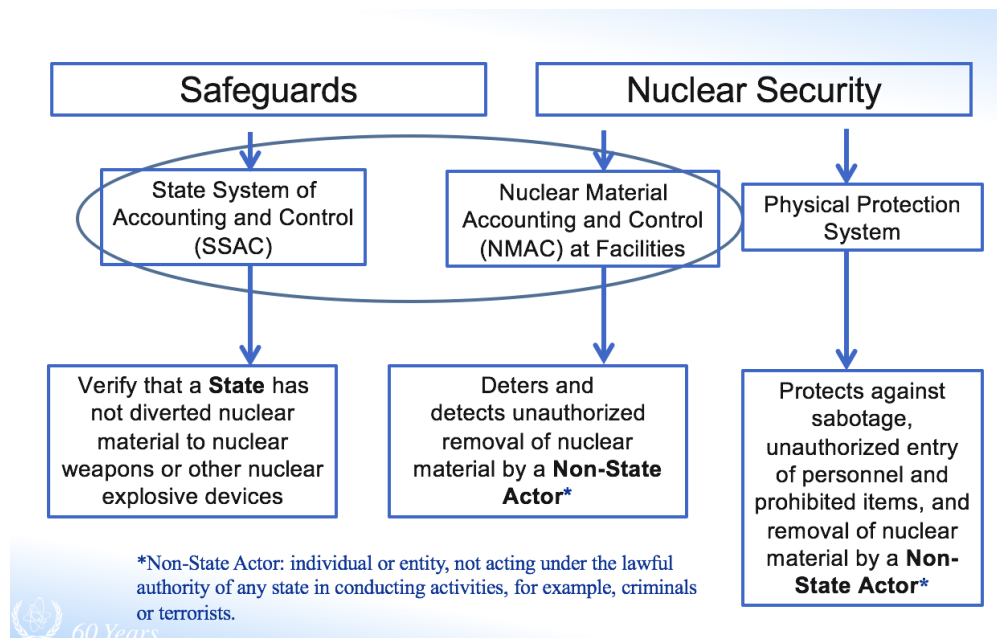 Safeguards
Nuclear Security
State System of
Accounting and Control
(SSAC)
Nuclear Material
Accounting and Control
(NMAC) at Facilities
Physical Protection
System
Verify that a State has
not diverted nuclear
material to nuclear
weapons or other nuclear
explosive devices
Deters and
detects unauthorized
removal of nuclear
material by a Non-State
Actor*
Protects against
sabotage,
unauthorized entry
of personnel and
prohibited items, and
removal of nuclear
material by a Non-
State Actor*
*Non-State Actor: individual or entity, not acting under the lawful
authority of any state in conducting activities, for example, criminals
or terrorists.
60 Years